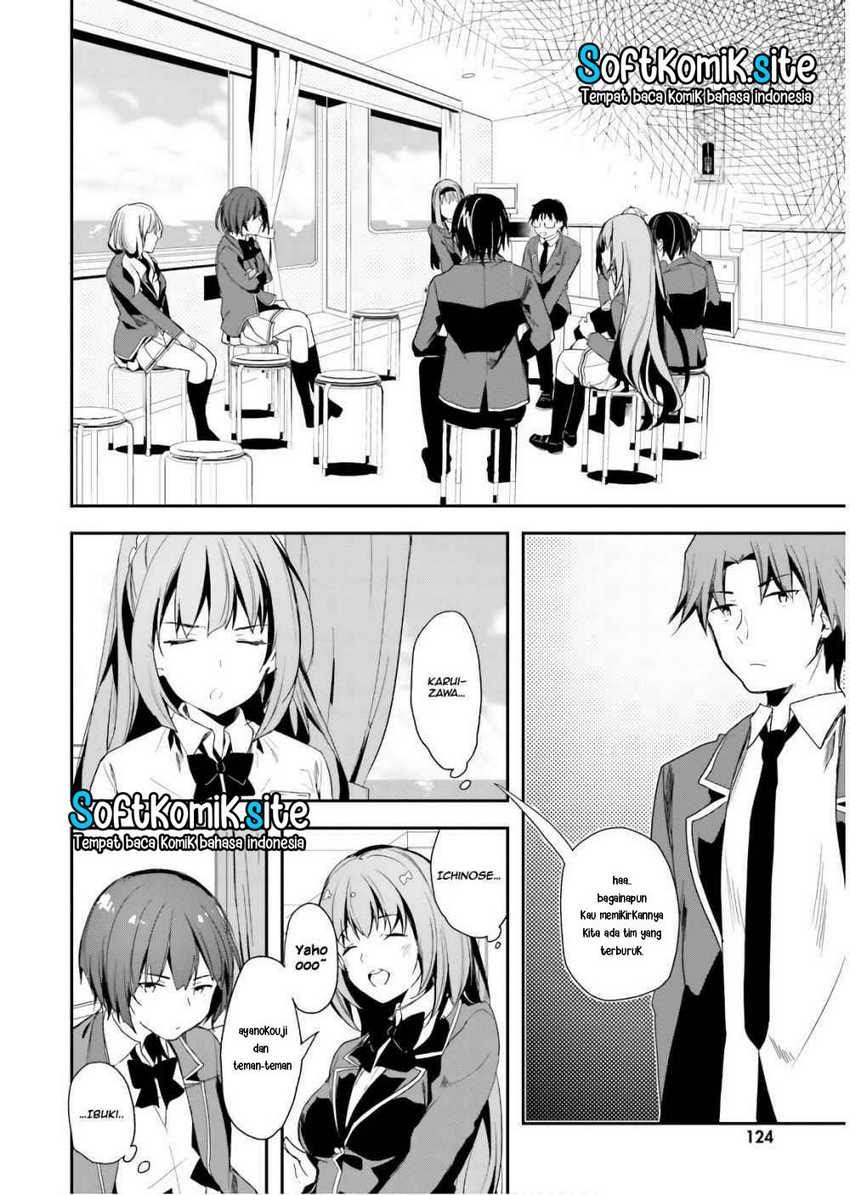 SoftKomik.site
Tempat baca Komik bahasa indonesia
haa..
bagainapun
Kau memikirkannya
Kita ada tim yang
terburuk.
KARUI-
ZAWA...
ICHINOSE...
Yaho
ooo~
ayanokouji
dan
teman-teman
...IBUKI..
SoftKomik.site
Tempat baca Komik bahasa indonesia
124